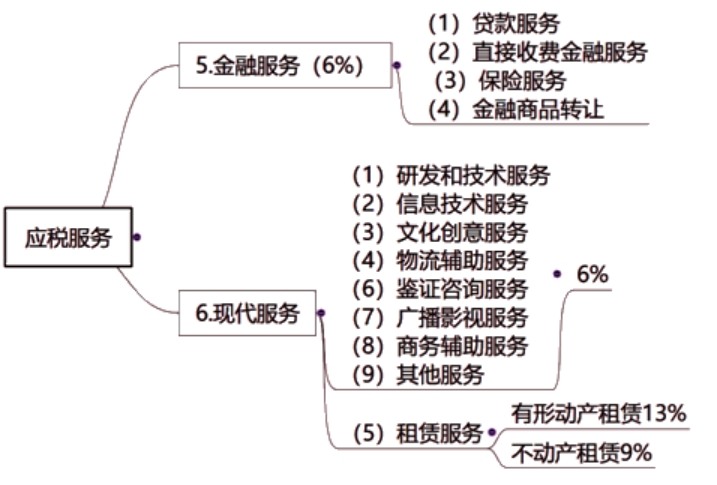 应税服务
5.金融服务（6%）
（1）贷款服务
（2）直接收费金融服务
（3）保险服务
（4）金融商品转让
6.现代服务
（1）研发和技术服务
（2）信息技术服务
（3）文化创意服务
（4）物流辅助服务
（6）鉴证咨询服务
（7）广播影视服务
（8）商务辅助服务
（9）其他服务
6%
（5）租赁服务
有形动产租赁13%
不动产租赁9%